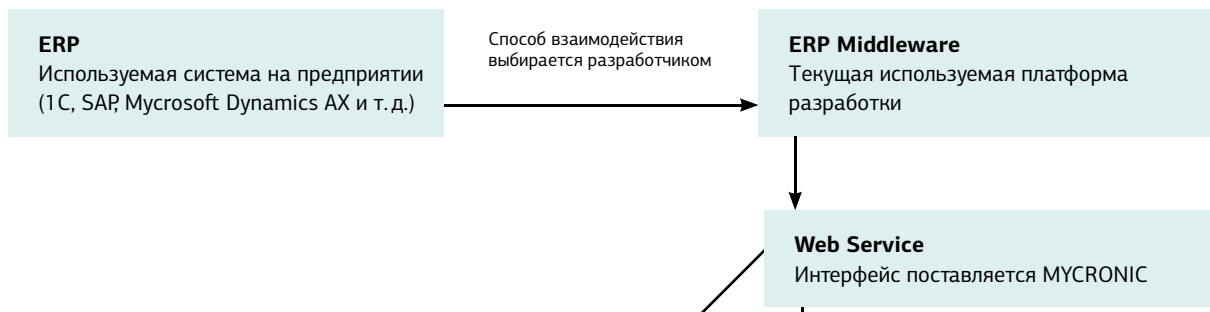 ERP
Используемая система на предприятии
(1С, SAP, Mycrosoft Dynamics AX и т. д.)
Способ взаимодействия
выбирается разработчиком
ERP Middleware
Текущая используемая платформа
разработки
Web Service
Интерфейс поставляется MYCRONIC